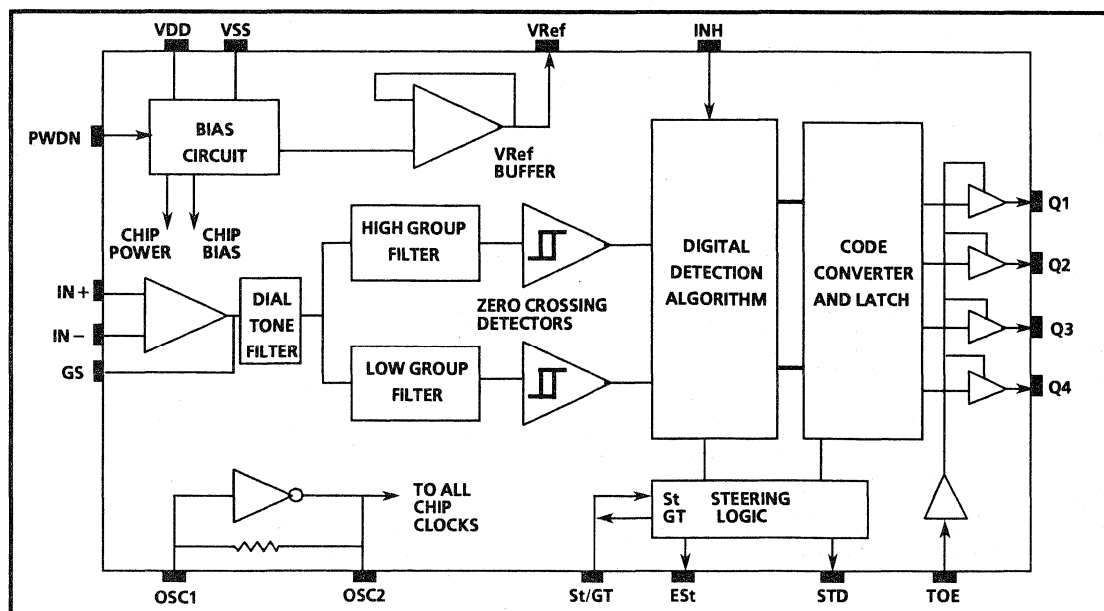 VDD VSS VRef INH
PWDN
BIAS
CIRCUIT
VRef
BUFFER
CHIP
POWER
CHIP
BIAS
IN +
IN –
GS
DIAL
TONE
FILTER
HIGH GROUP
FILTER
ZERO CROSSING
DETECTORS
LOW GROUP
FILTER
DIGITAL
DETECTION
ALGORITHM
CODE
CONVERTER
AND LATCH
Q1
Q2
Q3
Q4
TO ALL
CHIP
CLOCKS
St
GT
STEERING
LOGIC
OSC1 OSC2 St/GT ESt STD TOE